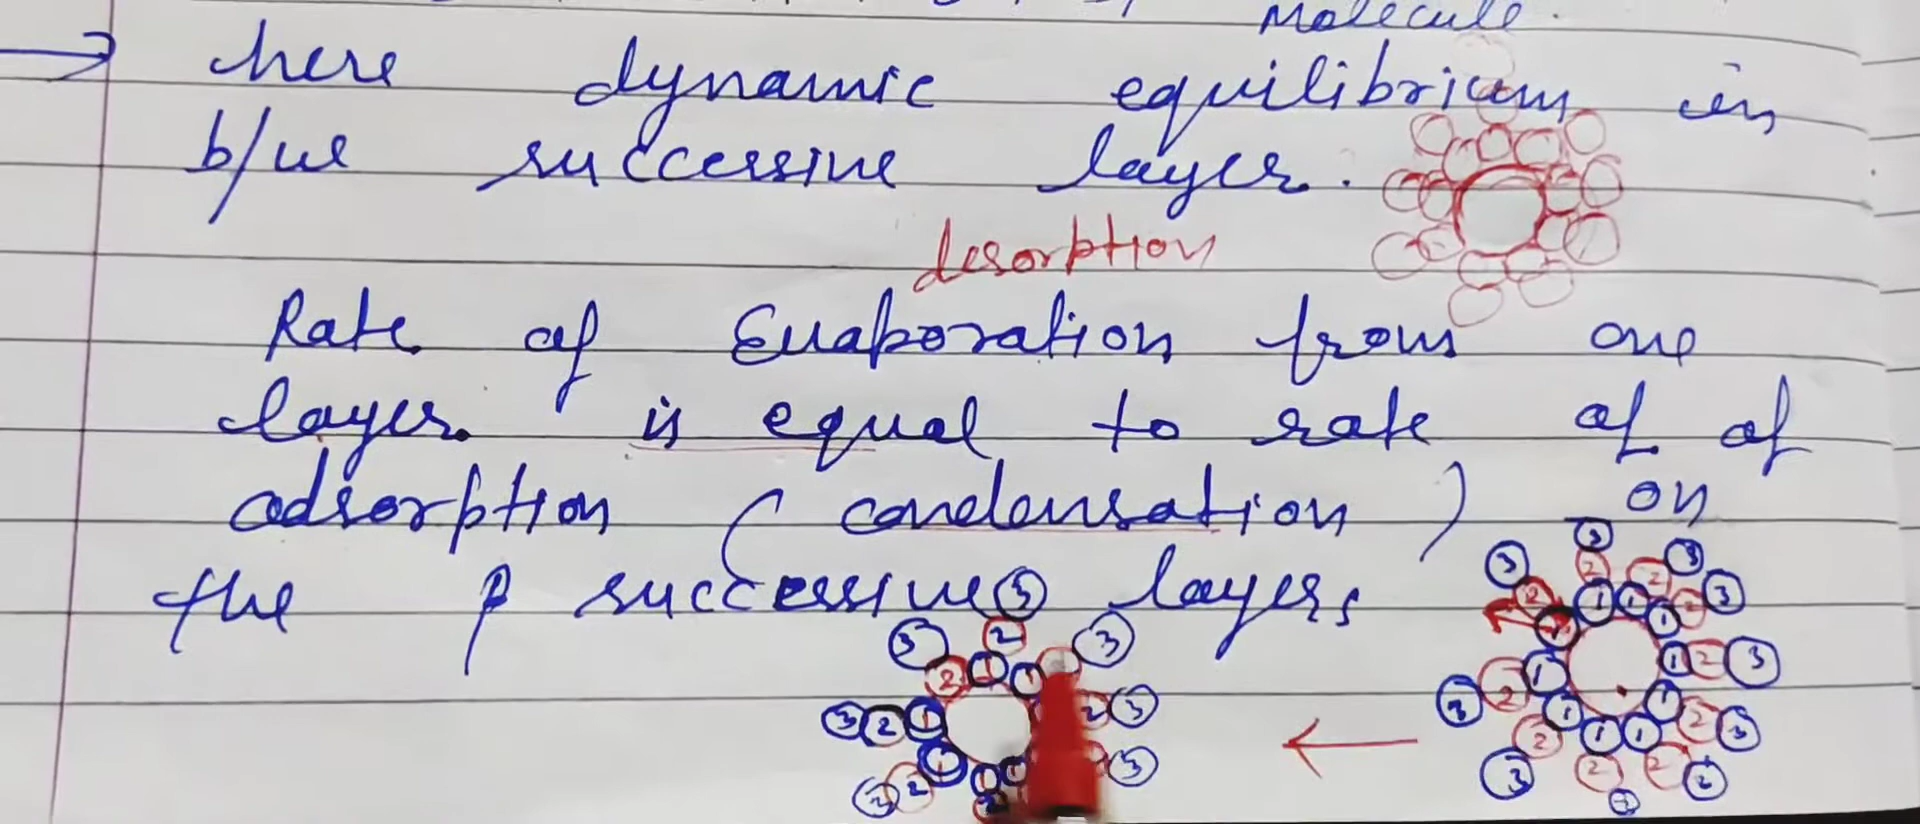 Molecule.
→ here dynamic equilibrium in
b/w successive layer.
desorption
Rate of Evaporation from one
layer is equal to rate of of
adsorption (condensation) on
the successive layers